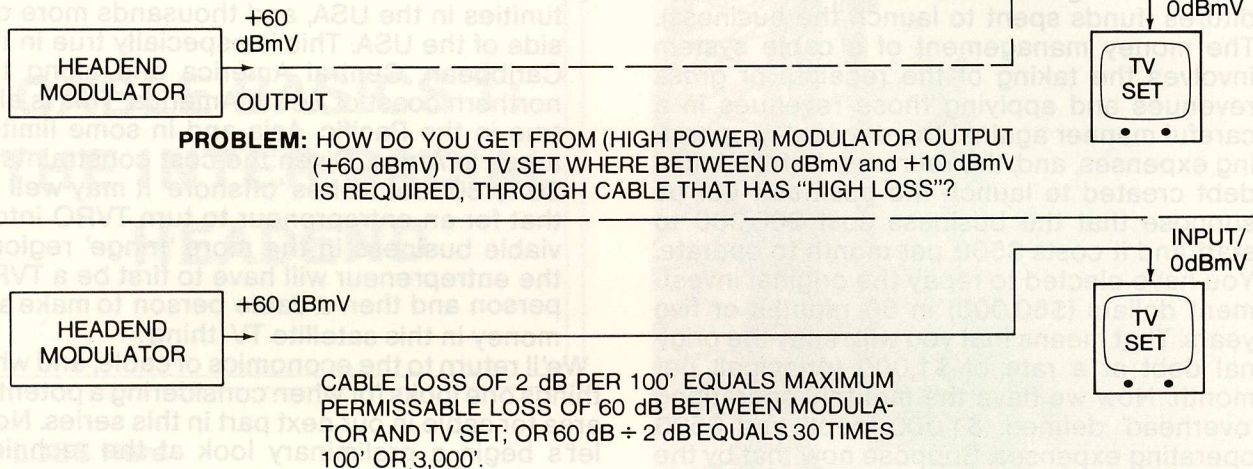 +60
dBmV
0dBmV
HEADEND
MODULATOR
OUTPUT
TV
SET
PROBLEM: HOW DO YOU GET FROM (HIGH POWER) MODULATOR OUTPUT
(+60 dBmV) TO TV SET WHERE BETWEEN 0 dBmV and +10 dBmV
IS REQUIRED, THROUGH CABLE THAT HAS "HIGH LOSS"?
INPUT/
0dBmV
+60 dBmV
HEADEND
MODULATOR
TV
SET
CABLE LOSS OF 2 dB PER 100' EQUALS MAXIMUM
PERMISSABLE LOSS OF 60 dB BETWEEN MODULA-
TOR AND TV SET; OR 60 dB ÷ 2 dB EQUALS 30 TIMES
100' OR 3,000'.